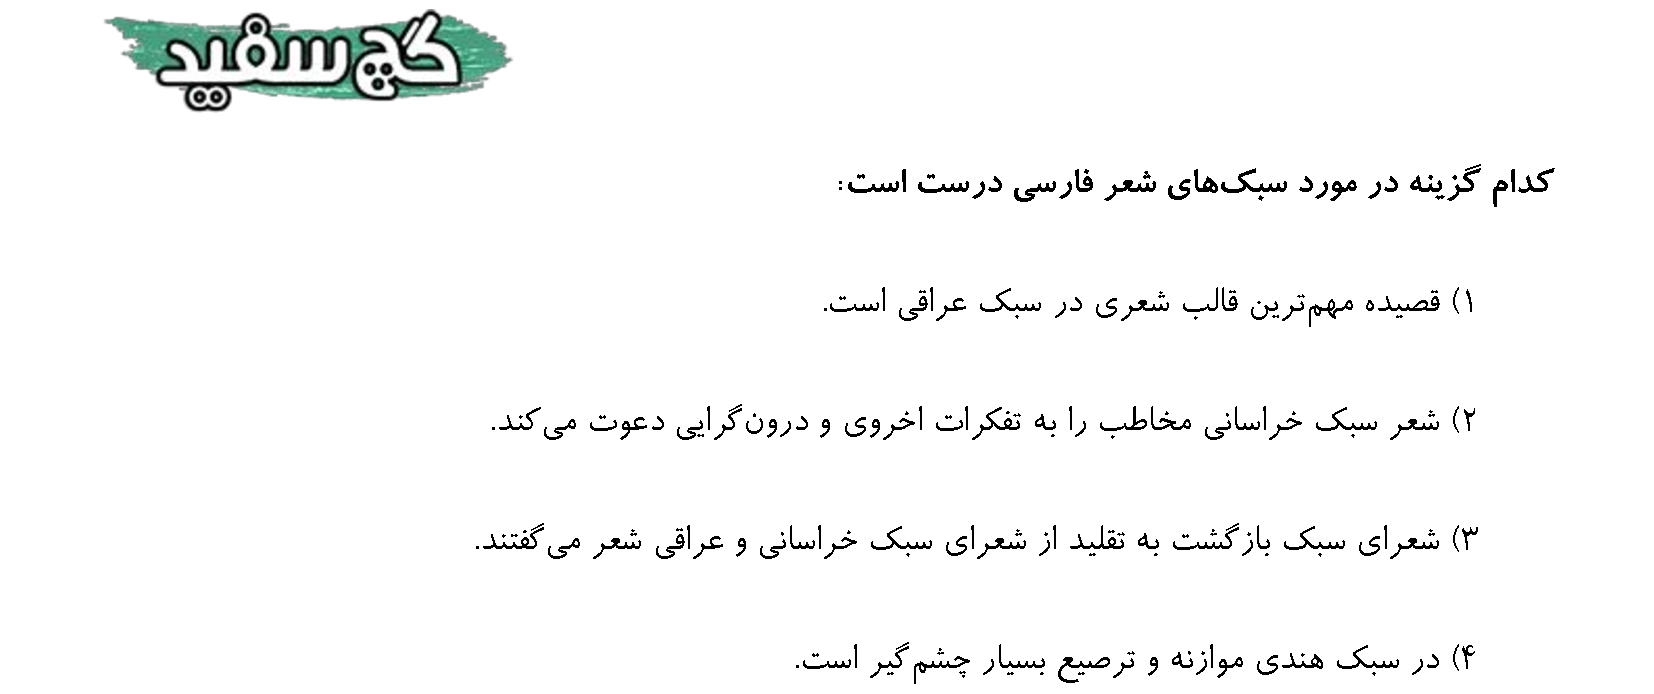 گچ سفید
کدام گزینه در مورد سبک‌های شعر فارسی درست است:
۱) قصیده مهم‌ترین قالب شعری در سبک عراقی است.
۲) شعر سبک خراسانی مخاطب را به تفکرات اخروی و درون‌گرایی دعوت می‌کند.
۳) شعرای سبک بازگشت به تقلید از شعرای سبک خراسانی و عراقی شعر می‌گفتند.
۴) در سبک هندی موازنه و ترصیع بسیار چشم‌گیر است.